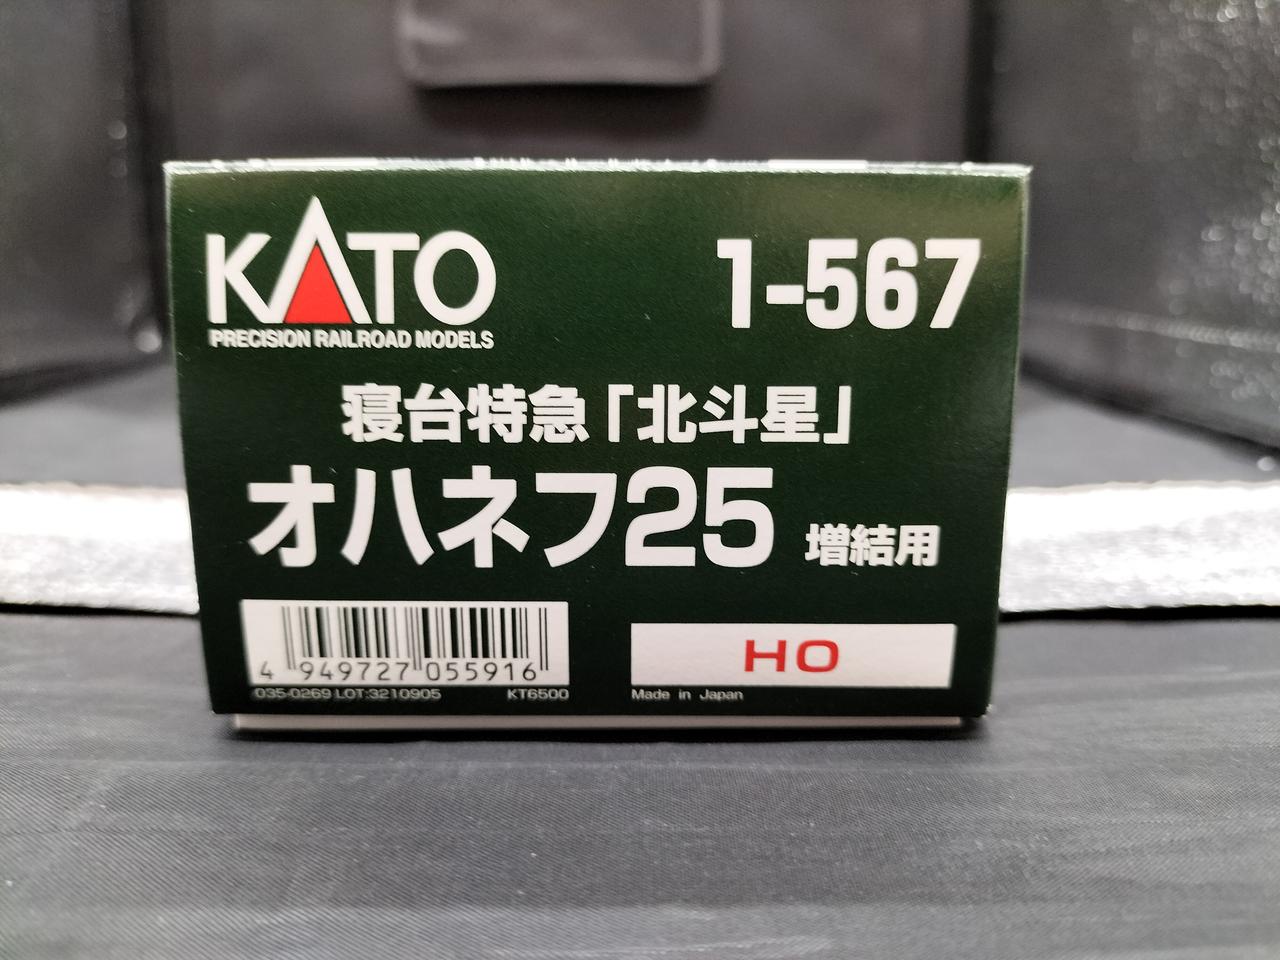 KATO 1-567
PRECISION RAILROAD MODELS
寝台特急「北斗星」
オハネフ25 増結用
4 949727 055916
HO
035-0269 LOT:3210905 KT6500
Made in Japan